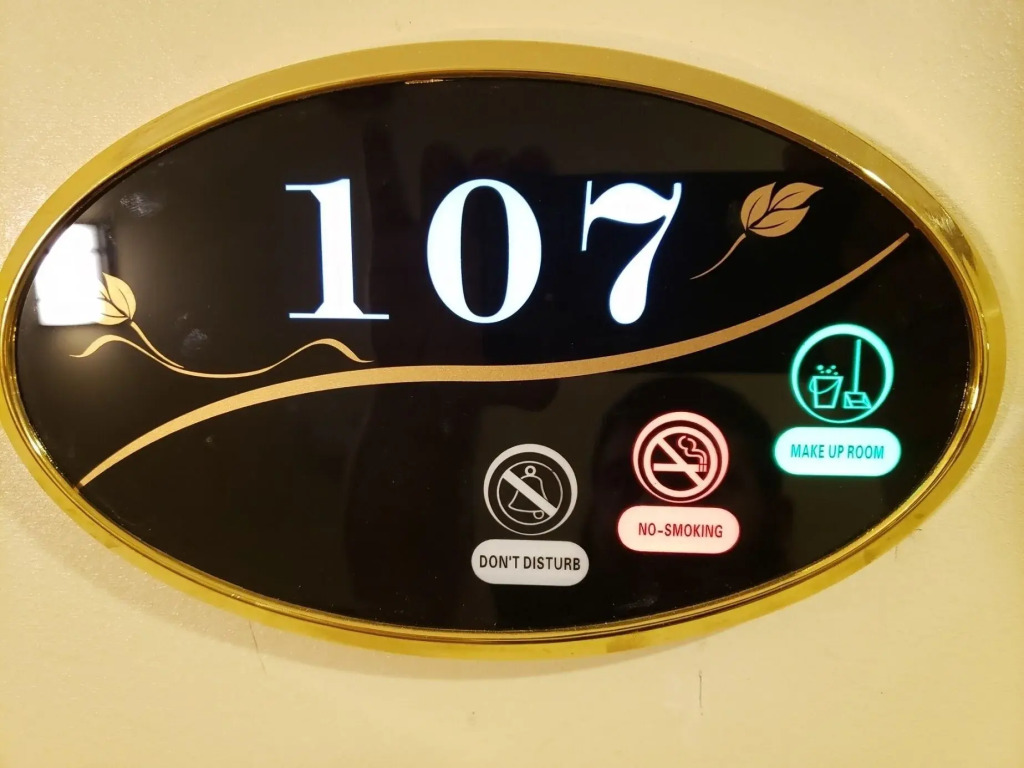 107
DON'T DISTURB
NO-SMOKING
MAKE UP ROOM